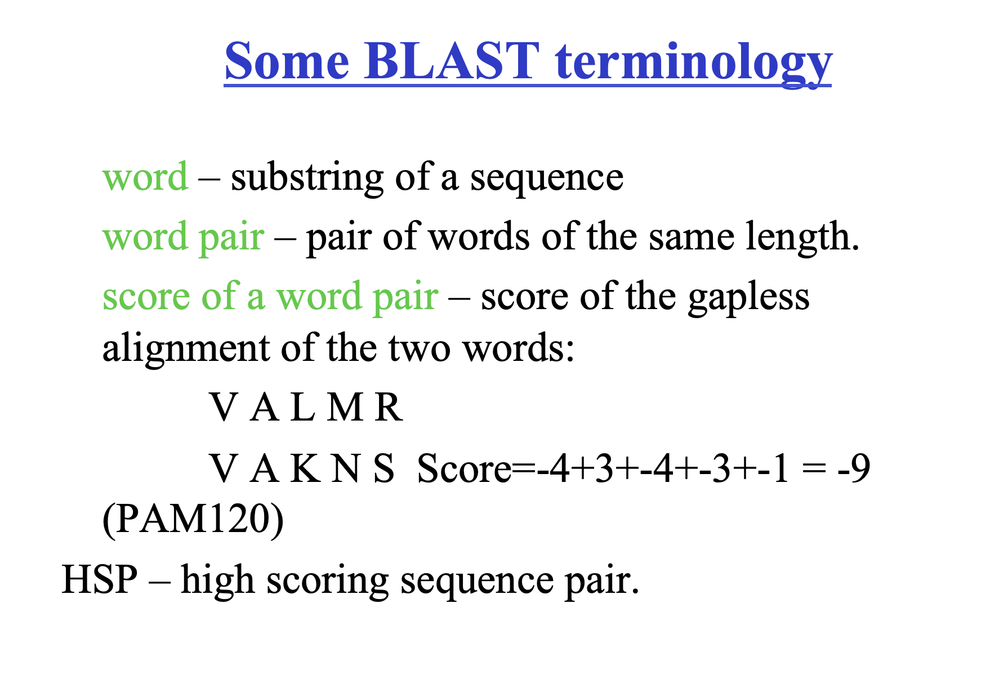 Some BLAST terminology
word – substring of a sequence
word pair – pair of words of the same length.
score of a word pair – score of the gapless
alignment of the two words:
V A L M R
V A K N S Score=-4+3+-4+-3+-1 = -9
(PAM120)
HSP – high scoring sequence pair.